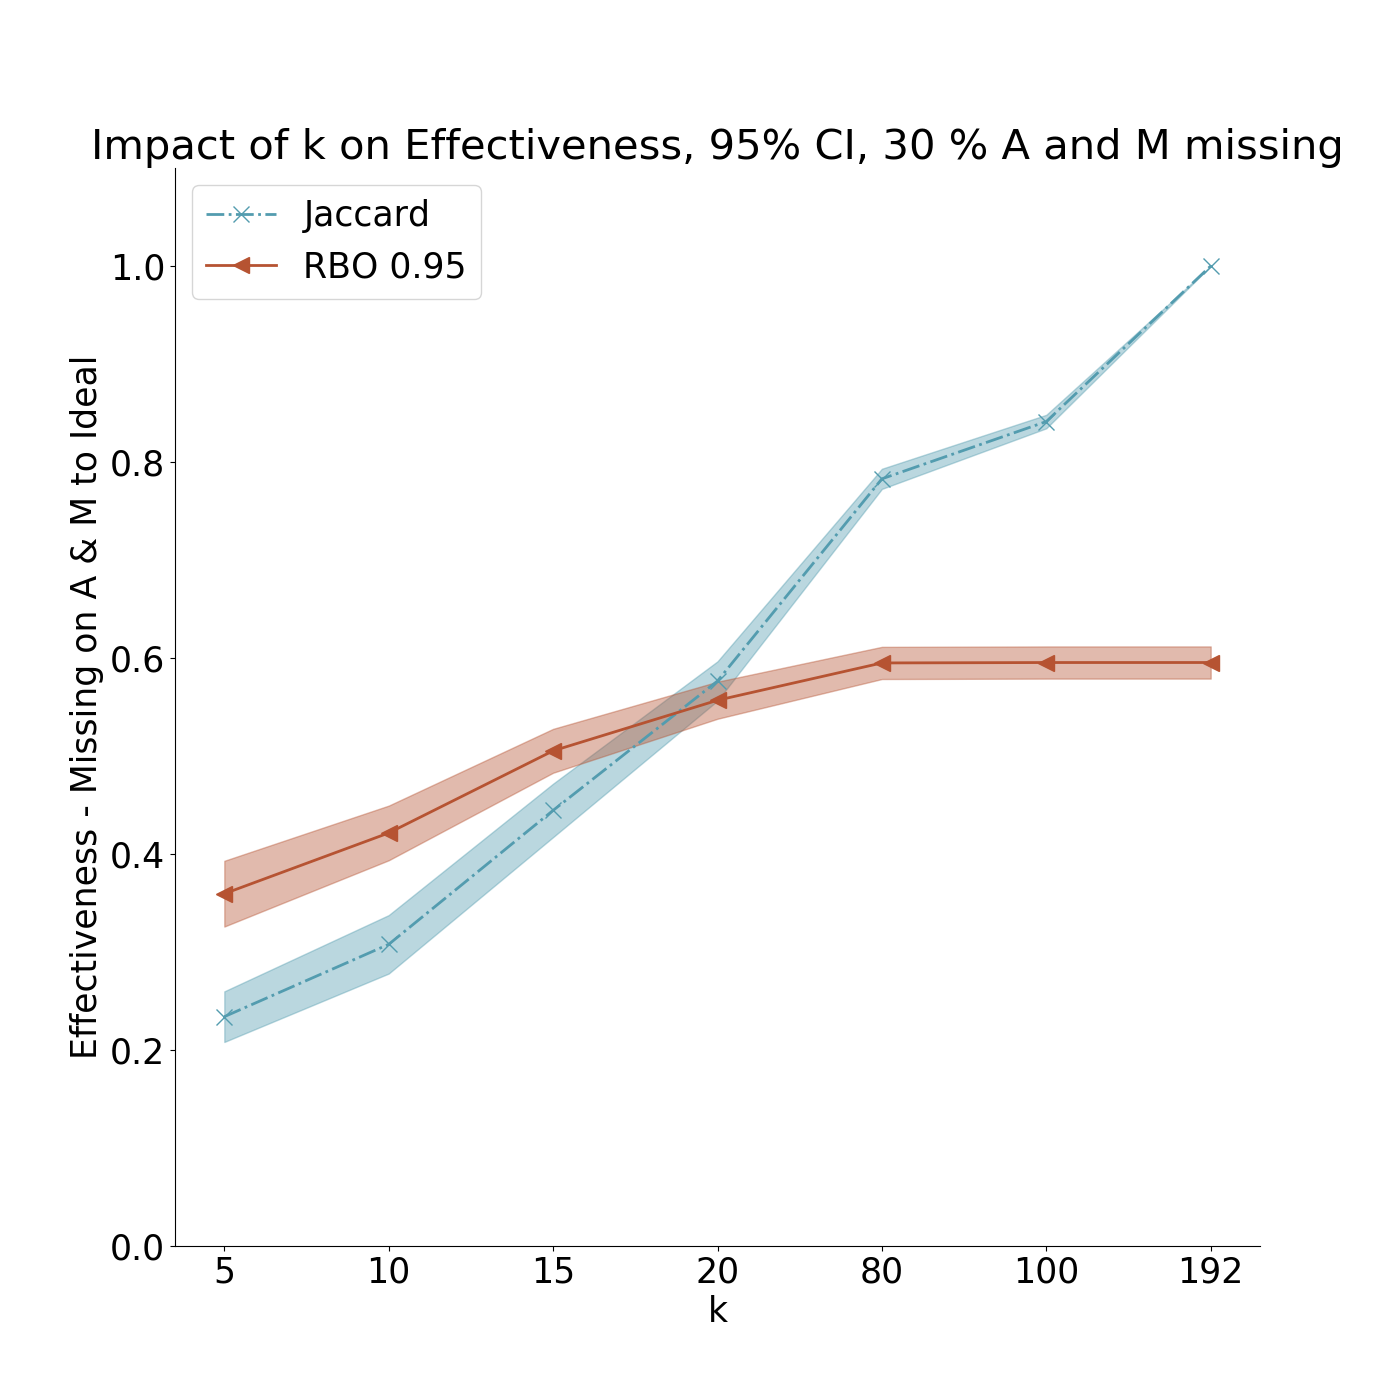 Impact of k on Effectiveness, 95% CI, 30 % A and M missing
Jaccard
RBO 0.95
Effectiveness - Missing on A & M to Ideal
1.0
0.8
0.6
0.4
0.2
0.0
5 10 15 20 80 100 192
k